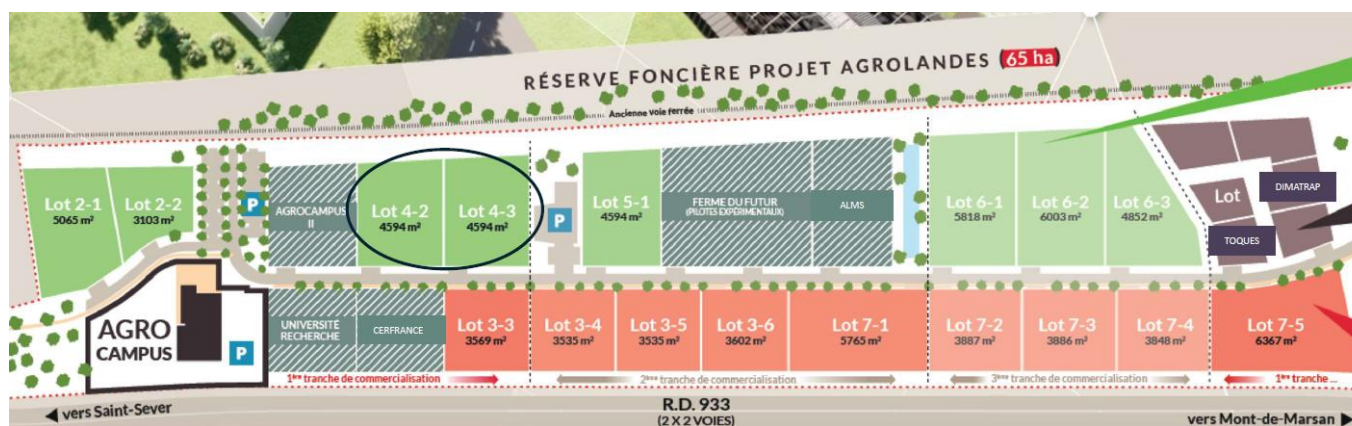 RÉSERVE FONCIÈRE PROJET AGROLANDES (65 ha)
Ancienne voie ferrée
Lot 2-1
5065 m²
Lot 2-2
3103 m²
P
AGROCAMPUS
II
Lot 4-2
4594 m²
Lot 4-3
4594 m²
P
Lot 5-1
4594 m²
FERME DU FUTUR
(PILOTES EXPÉRIMENTAUX)
ALMS
Lot 6-1
5818 m²
Lot 6-2
6003 m²
Lot 6-3
4852 m²
Lot
DIMATRAP
TOQUES
AGRO
CAMPUS
P
UNIVERSITÉ
RECHERCHE
CERFRANCE
Lot 3-3
3569 m²
Lot 3-4
3535 m²
Lot 3-5
3535 m²
Lot 3-6
3602 m²
Lot 7-1
5765 m²
Lot 7-2
3887 m²
Lot 7-3
3886 m²
Lot 7-4
3848 m²
Lot 7-5
6367 m²
1ère tranche de commercialisation
2ème tranche de commercialisation
3ème tranche de commercialisation
1ère tranche ...
vers Saint-Sever
R.D. 933
(2 X 2 VOIES)
vers Mont-de-Marsan